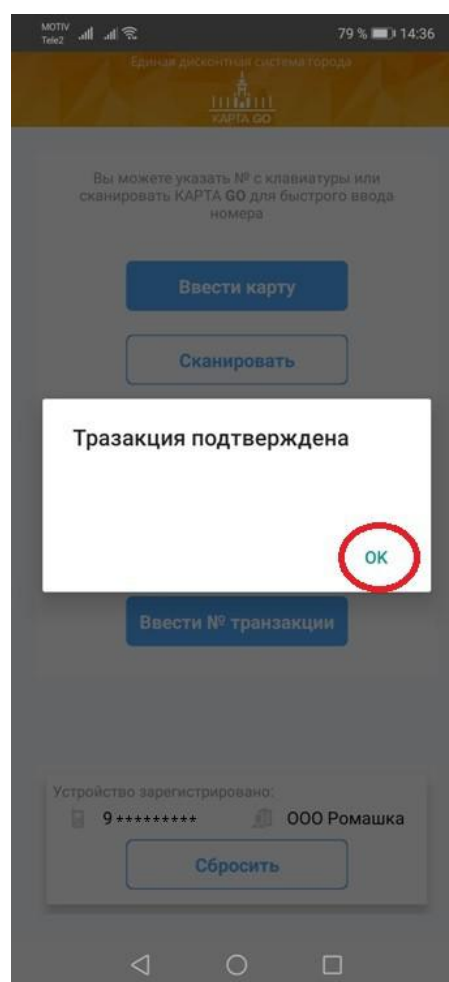 MOTIV
Tele2
79 % 14:36
Единая дисконтная система города
КАРТА GO
Вы можете указать № с клавиатуры или
сканировать КАРТА GO для быстрого ввода
номера
Ввести карту
Сканировать
Тразакция подтверждена
OK
Ввести № транзакции
Устройство зарегистрировано:
9********* ООО Ромашка
Сбросить